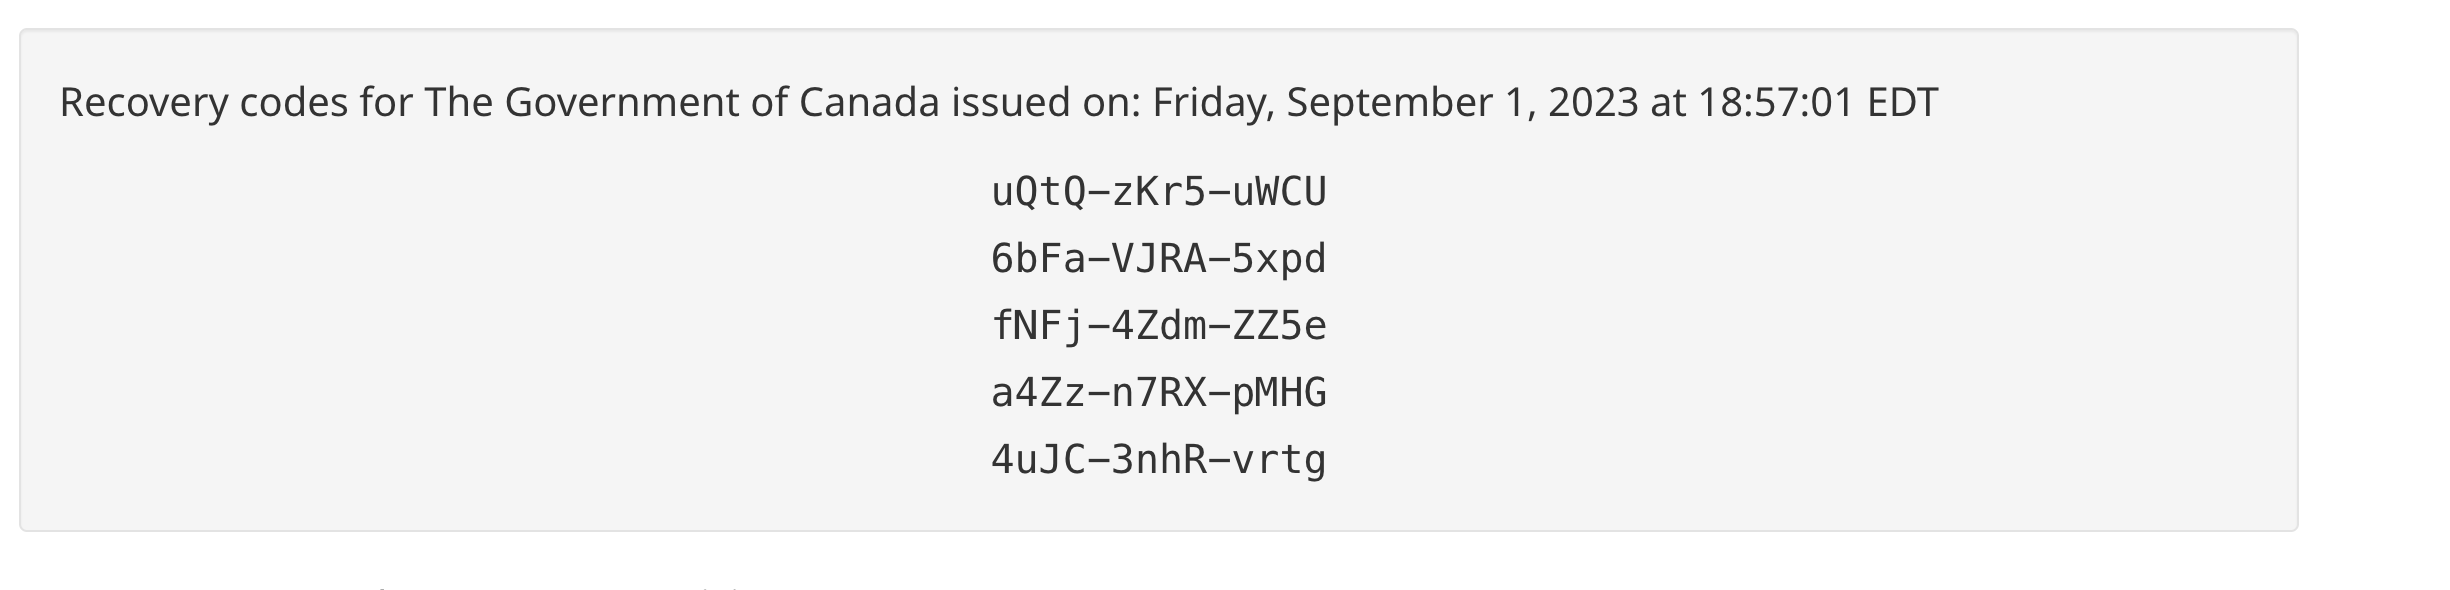 Recovery codes for The Government of Canada issued on: Friday, September 1, 2023 at 18:57:01 EDT
uQtQ-zKr5-uWCU
6bFa-VJRA-5xpd
fNFj-4Zdm-ZZ5e
a4Zz-n7RX-pMHG
4uJC-3nhR-vrtg